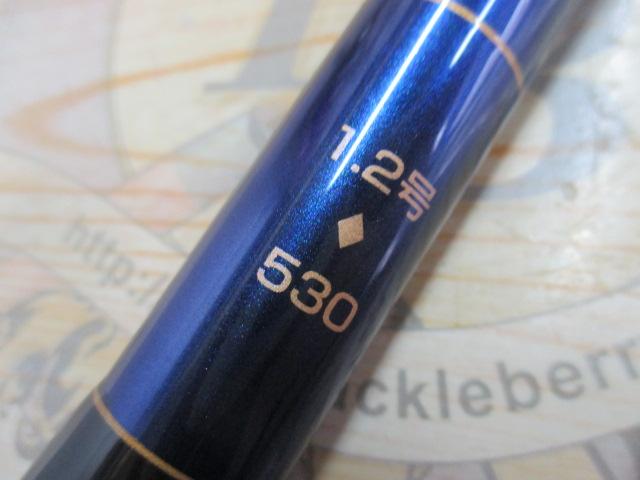 1.2号
◆
530
http:/
ckleberr